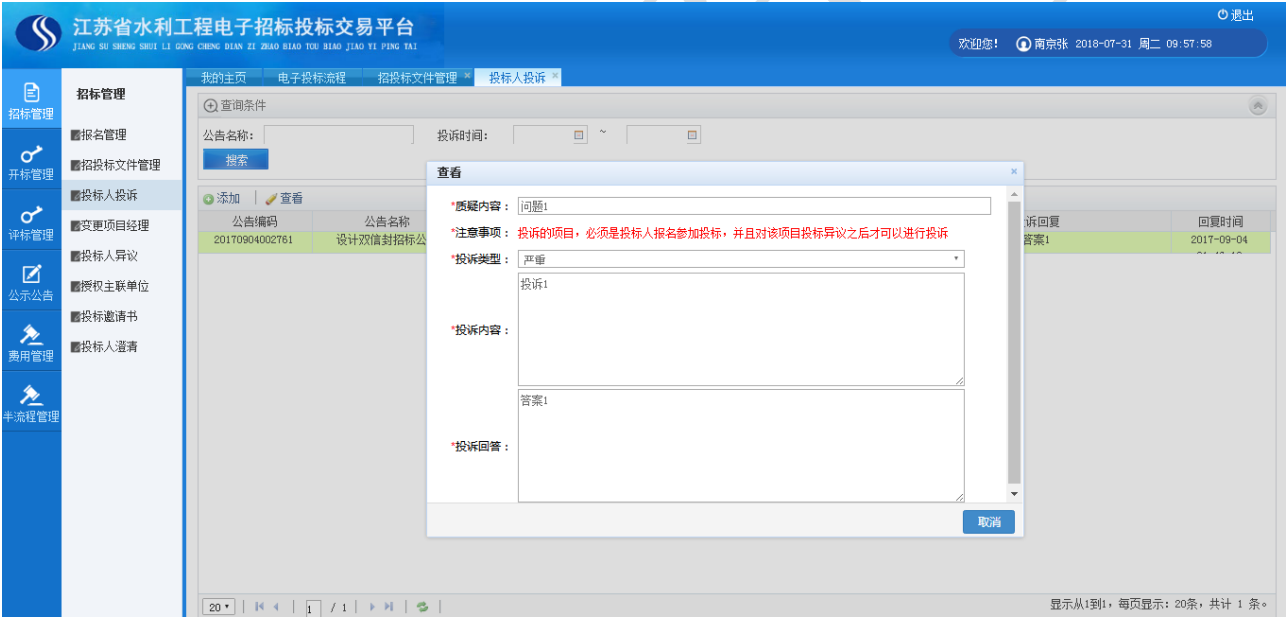 江苏省水利工程电子招标投标交易平台
JIANG SU SHENG SHUI LI GONG CHENG DIAN ZI ZHAO BIAO TOU BIAO JIAO YI PING TAI
退出
欢迎您! 南京张 2018-07-31 周二 09:57:58
我的主页 电子投标流程 招投标文件管理 × 投标人投诉 ×
招标管理
开标管理
评标管理
公示公告
费用管理
半流程管理
招标管理
报名管理
招投标文件管理
投标人投诉
变更项目经理
投标人异议
授权主联单位
投标邀请书
投标人澄清
查询条件
公告名称: 投诉时间: ~
搜索
添加 查看
公告编码 公告名称 诉回复 回复时间
20170904002761 设计双信封招标公 答案1 2017-09-04
查看 ×
*质疑内容: 问题1
*注意事项: 投诉的项目，必须是投标人报名参加投标，并且对该项目投标异议之后才可以进行投诉
*投诉类型: 严重
*投诉内容: 投诉1
*投诉回答: 答案1
取消
20 1 / 1
显示从1到1，每页显示: 20条，共计 1 条。